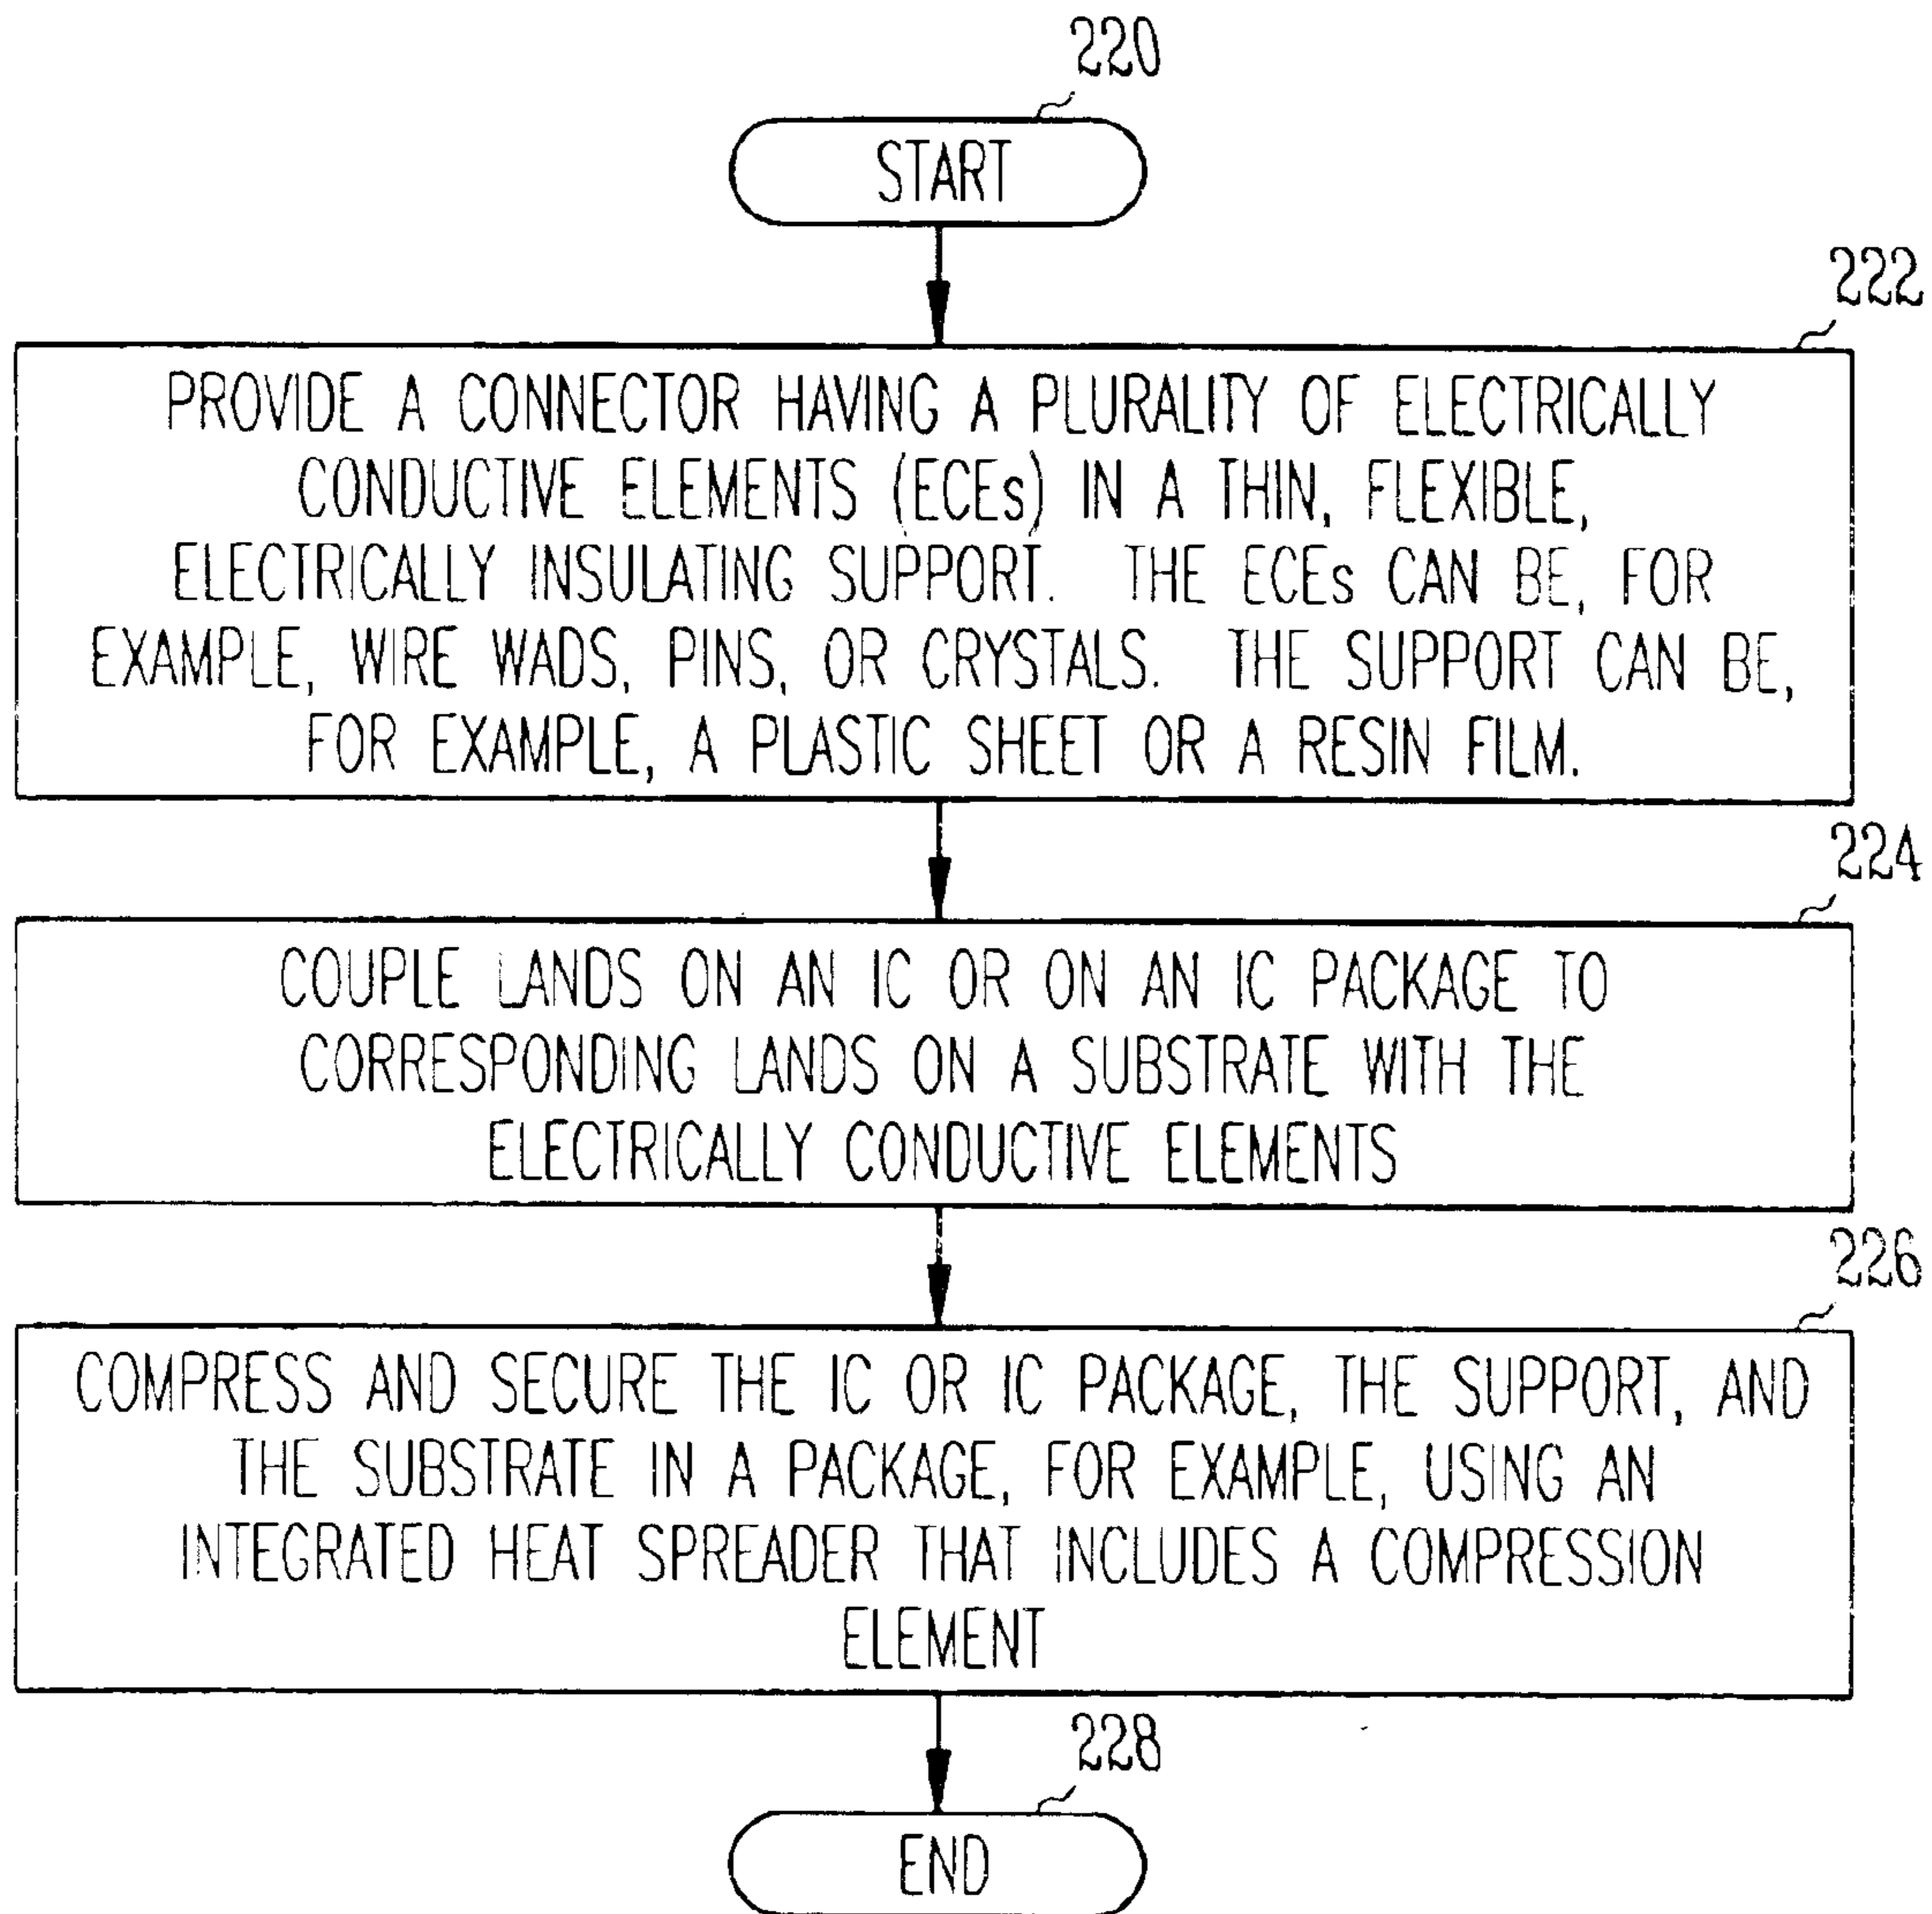 220
START
222
PROVIDE A CONNECTOR HAVING A PLURALITY OF ELECTRICALLY
CONDUCTIVE ELEMENTS (ECEs) IN A THIN, FLEXIBLE,
ELECTRICALLY INSULATING SUPPORT. THE ECEs CAN BE, FOR
EXAMPLE, WIRE WADS, PINS, OR CRYSTALS. THE SUPPORT CAN BE,
FOR EXAMPLE, A PLASTIC SHEET OR A RESIN FILM.
224
COUPLE LANDS ON AN IC OR ON AN IC PACKAGE TO
CORRESPONDING LANDS ON A SUBSTRATE WITH THE
ELECTRICALLY CONDUCTIVE ELEMENTS
226
COMPRESS AND SECURE THE IC OR IC PACKAGE, THE SUPPORT, AND
THE SUBSTRATE IN A PACKAGE, FOR EXAMPLE, USING AN
INTEGRATED HEAT SPREADER THAT INCLUDES A COMPRESSION
ELEMENT
228
END